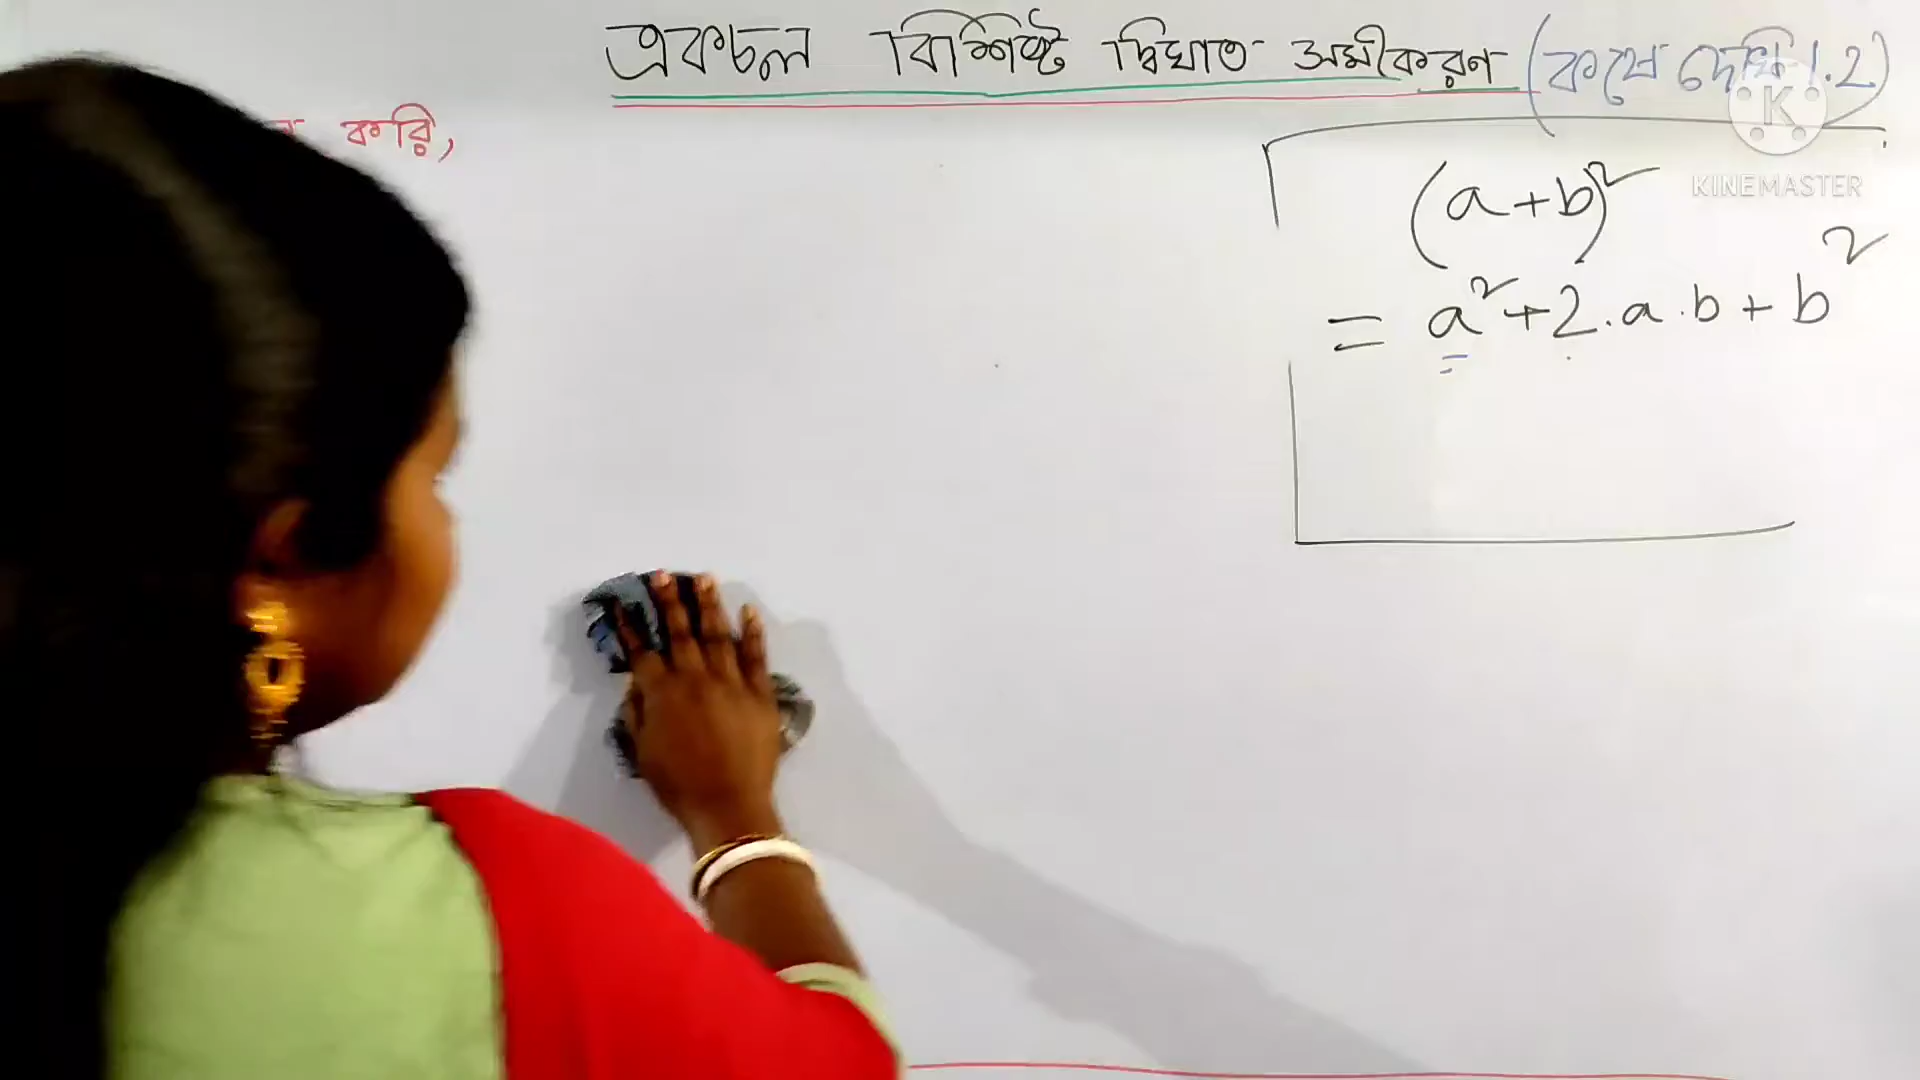 একচল বিশিষ্ট দ্বিঘাত সমীকরণ (কষে দেখি 1.2)
করি,
KINEMASTER
(a+b)²
= a²+2.a.b+b²